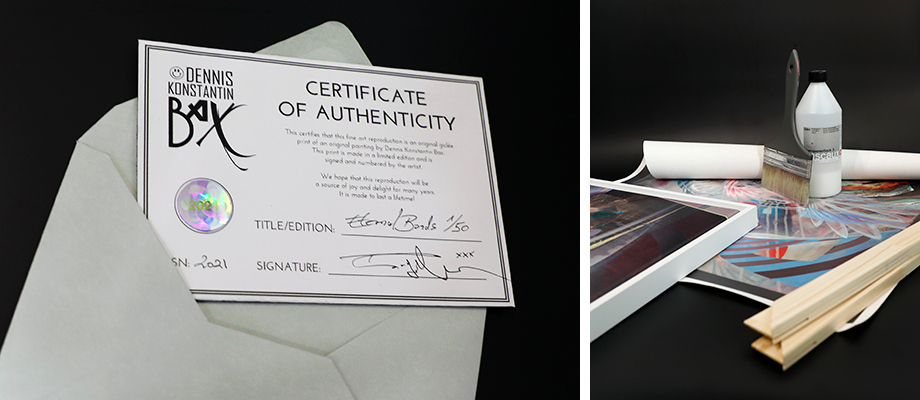 DENNIS
KONSTANTIN
BAX
CERTIFICATE
OF AUTHENTICITY
This certifies that this fine art reproduction is an original giclée
print of an original painting by Dennis Konstantin Bax.
This print is made in a limited edition and is
signed and numbered by the artist.
We hope that this reproduction will be
a source of joy and delight for many years.
It is made to last a lifetime!
2021
TITLE/EDITION: Eternal Bonds 1/50
SN: 2021
SIGNATURE:
xxx